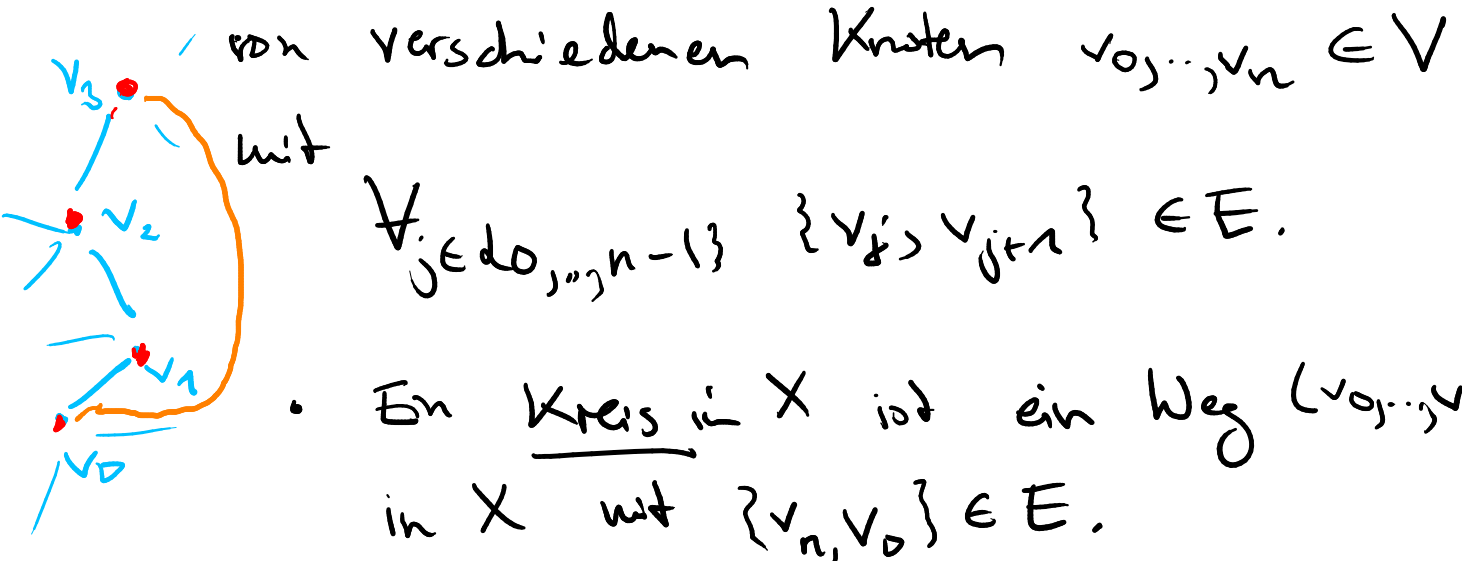 von verschiedenen Knoten v₀,..,vₙ ∈ V
mit
∀ j∈{0,..,n-1} {vⱼ, vⱼ₊₁} ∈ E.
• Ein Kreis in X ist ein Weg (v₀,..,v
in X mit {vₙ, v₀} ∈ E.
v₃
v₂
v₁
v₀